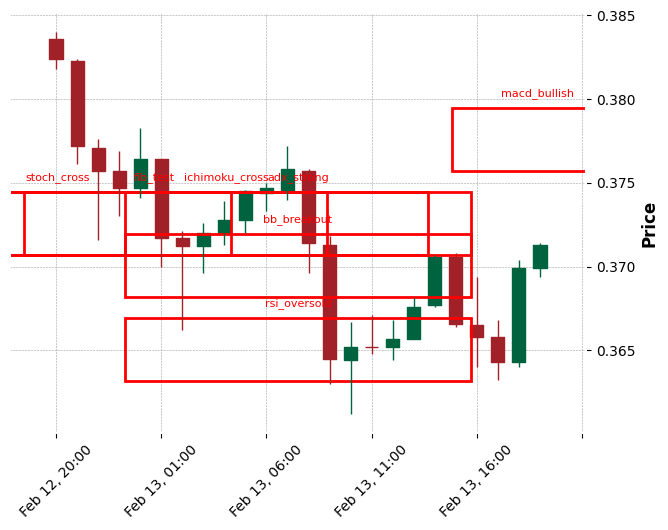 0.385
macd_bullish
0.380
stoch_cross
ichimoku_cross
0.375
bb_breakout
0.370
rsi_oversold
0.365
Price
Feb 12, 20:00
Feb 13, 01:00
Feb 13, 06:00
Feb 13, 11:00
Feb 13, 16:00